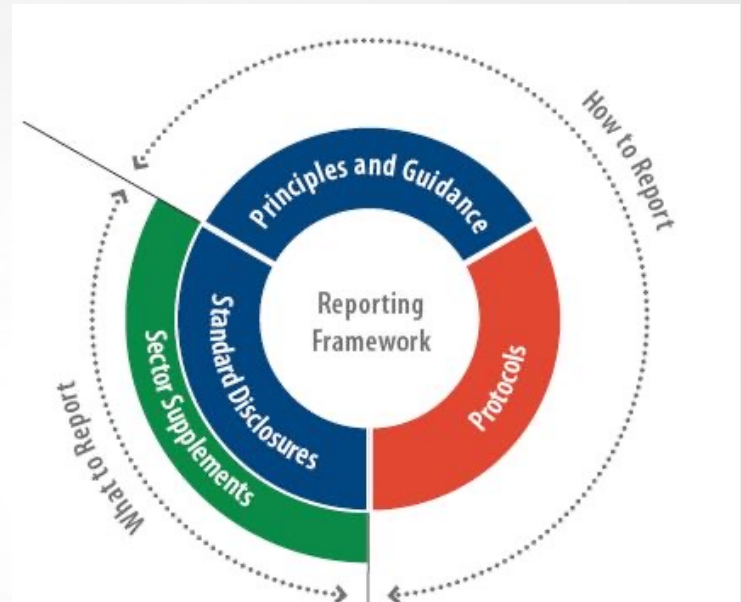 How to Report
Principles and Guidance
Reporting
Framework
Standard Disclosures
Sector Supplements
Protocols
What to Report